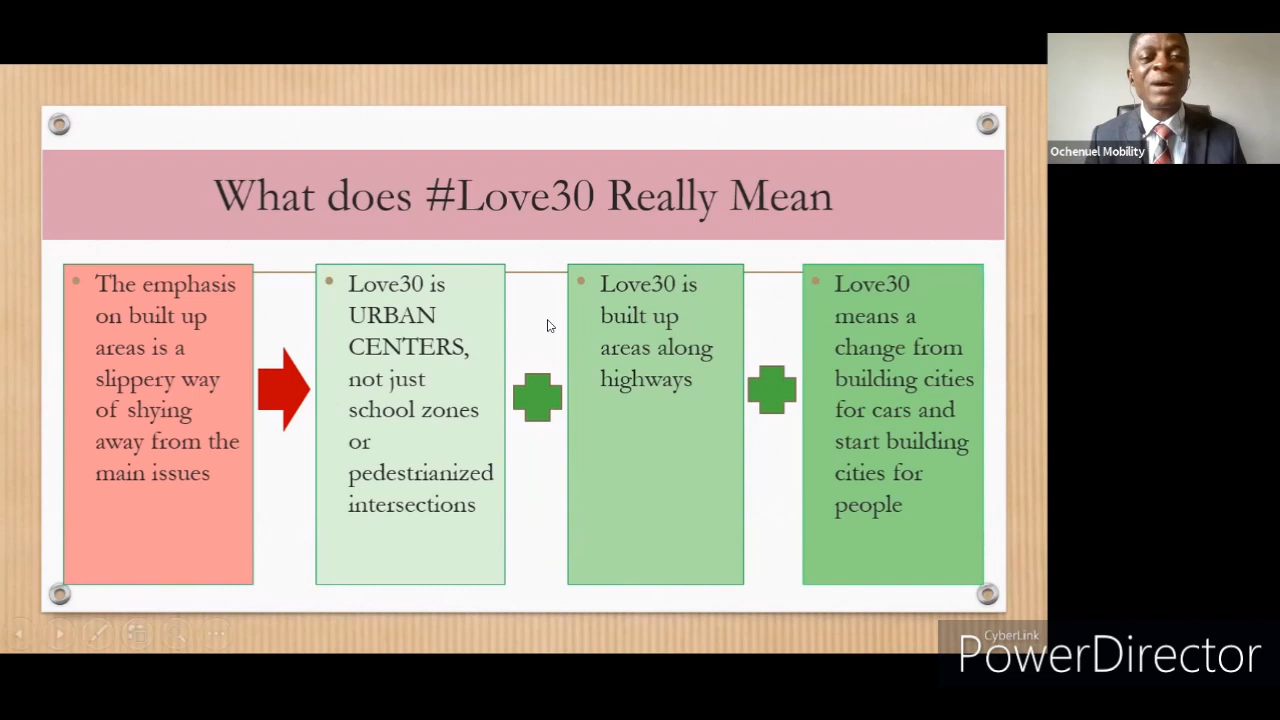 What does #Love30 Really Mean
The emphasis
on built up
areas is a
slippery way
of shying
away from the
main issues
Love30 is
URBAN
CENTERS,
not just
school zones
or
pedestrianized
intersections
Love30 is
built up
areas along
highways
Love30
means a
change from
building cities
for cars and
start building
cities for
people
Ochenuel Mobility
CyberLink
PowerDirector